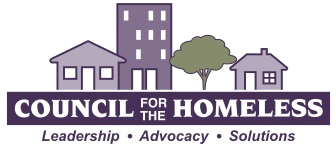 COUNCIL FOR THE HOMELESS
Leadership • Advocacy • Solutions